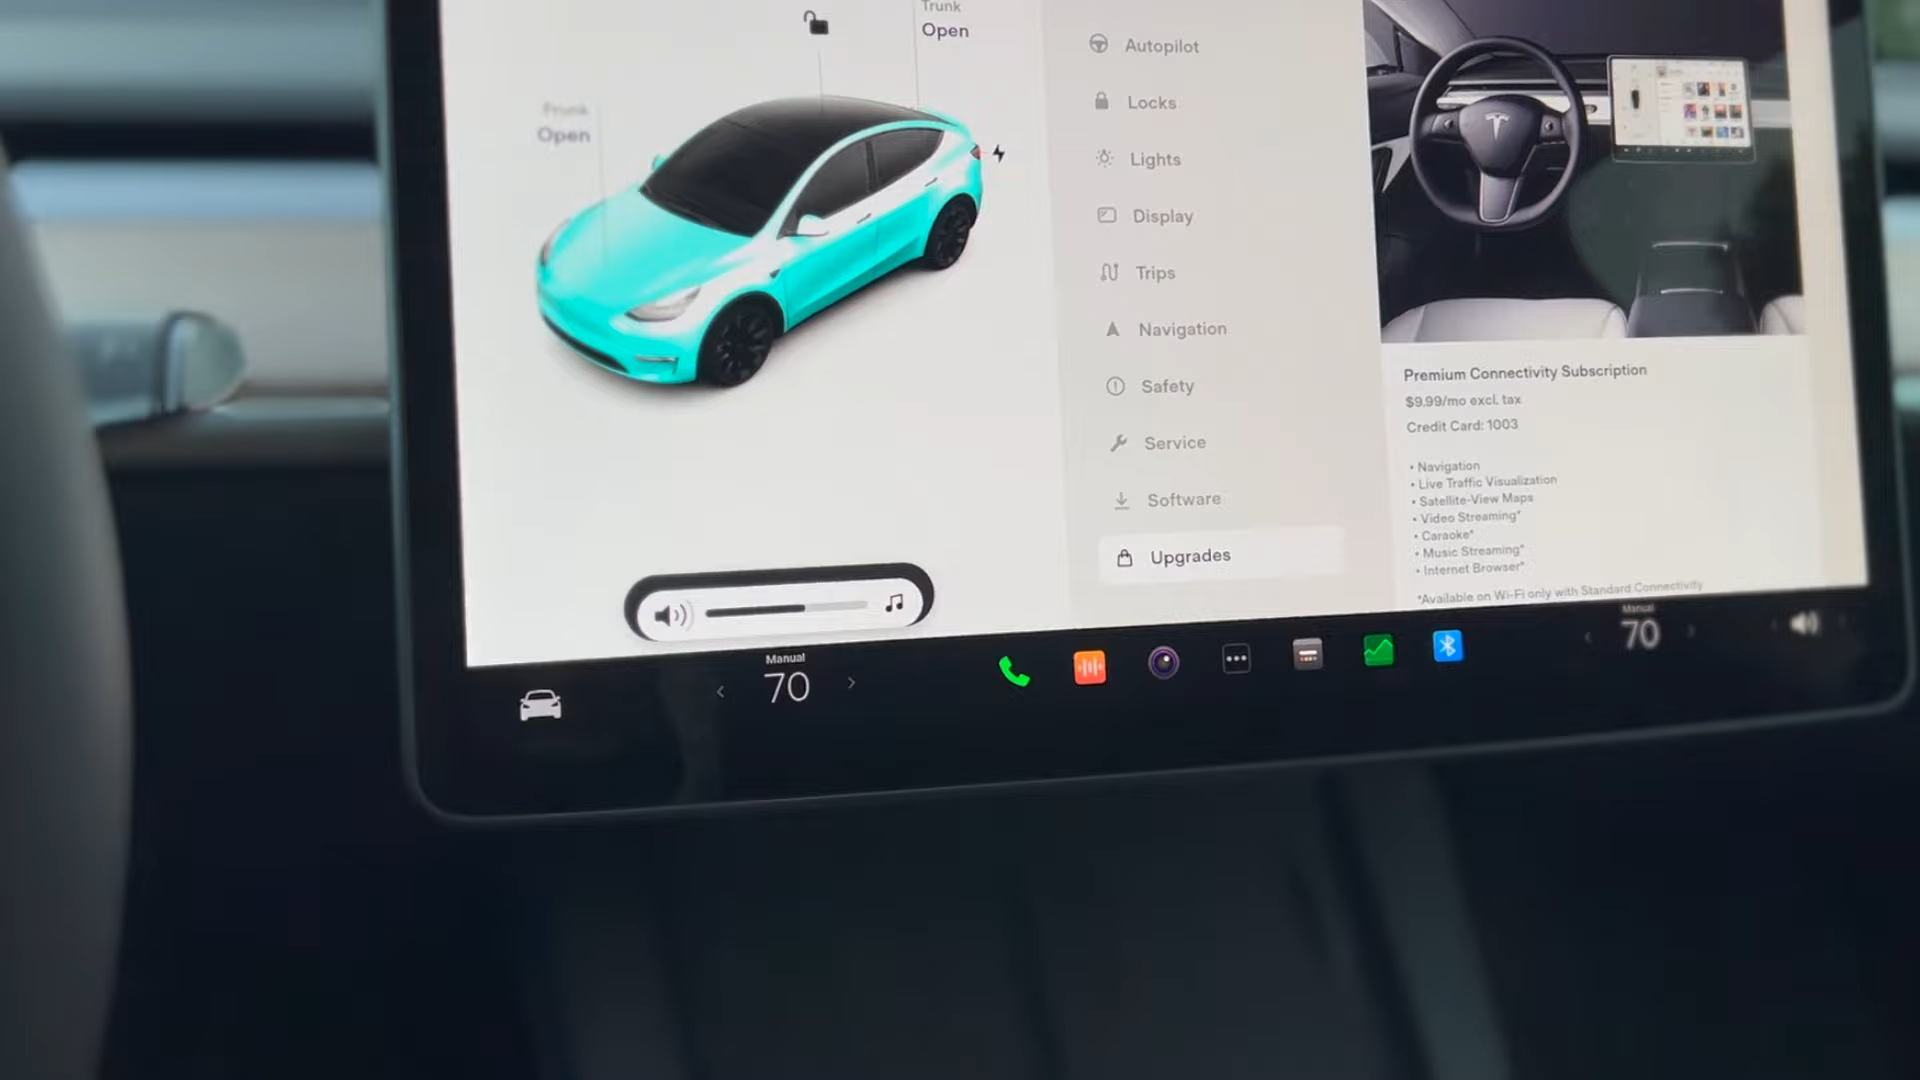 Trunk
Open
Frunk
Open
Autopilot
Locks
Lights
Display
Trips
Navigation
Safety
Service
Software
Upgrades
Premium Connectivity Subscription
$9.99/mo excl. tax
Credit Card: 1003
• Navigation
• Live Traffic Visualization
• Satellite-View Maps
• Video Streaming*
• Caraoke*
• Music Streaming*
• Internet Browser*
*Available on Wi-Fi only with Standard Connectivity
Manual
70
Manual
70